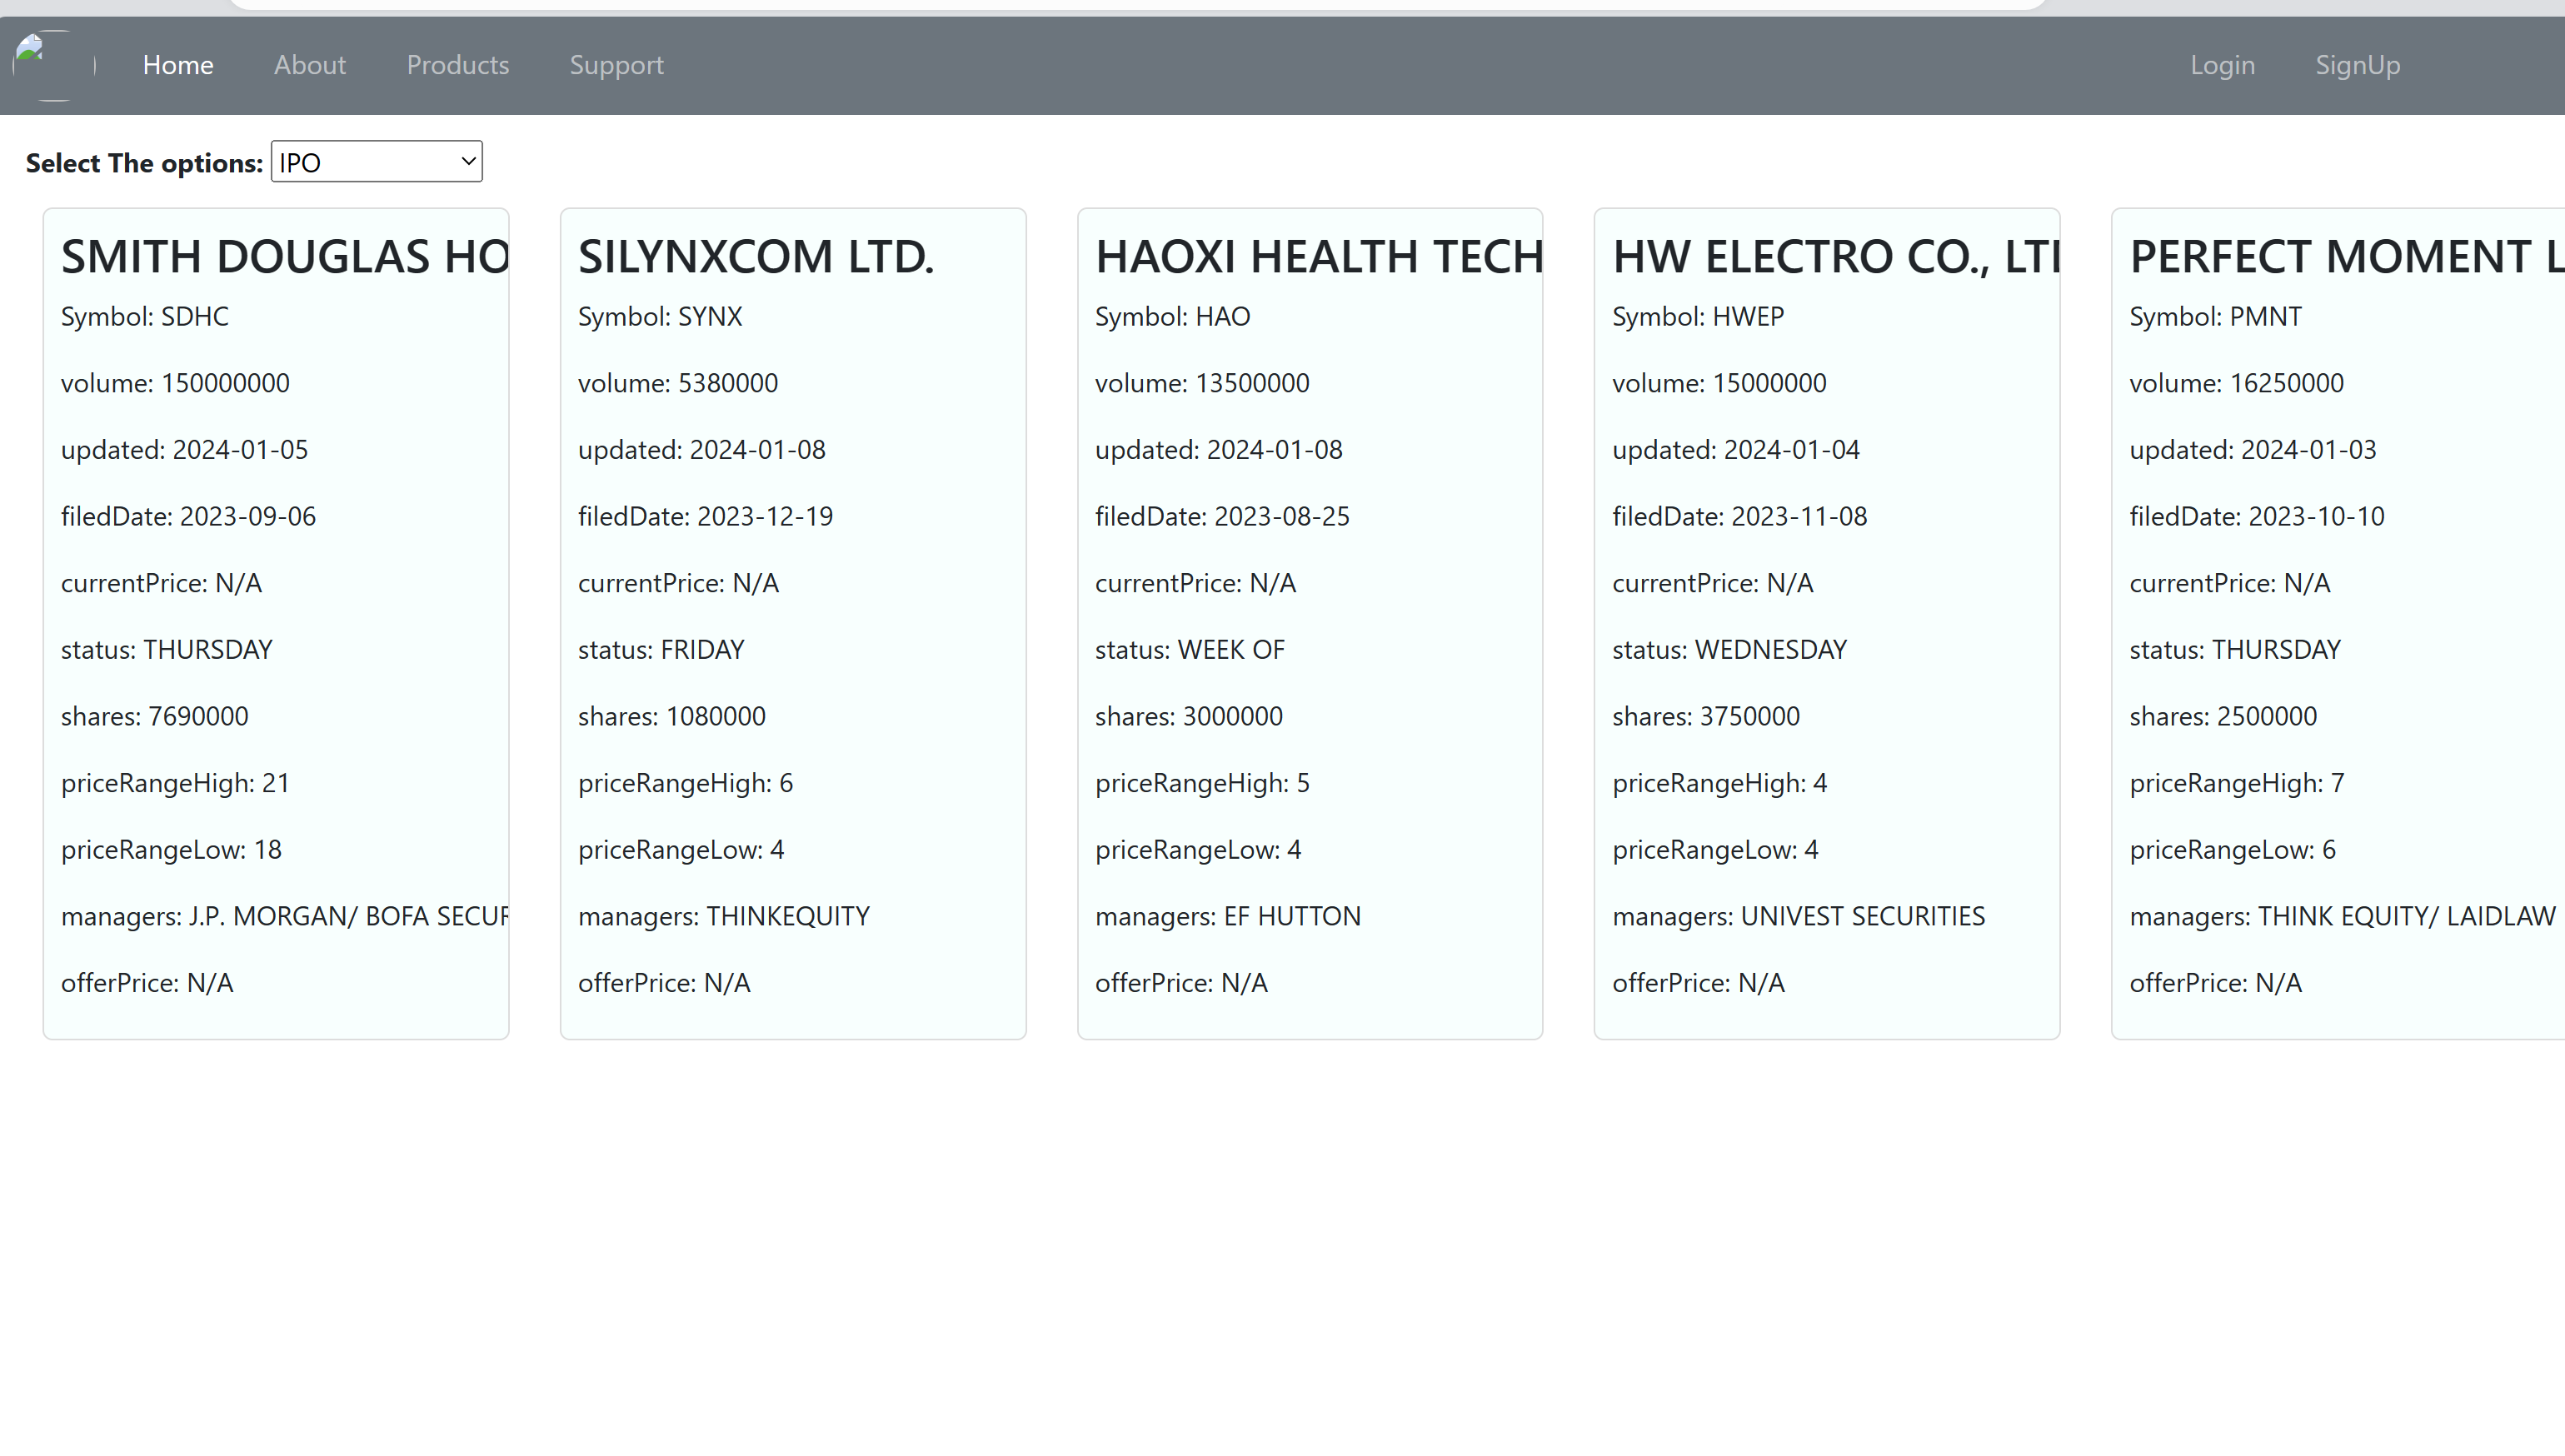 Home About Products Support Login SignUp
Select The options: IPO
SMITH DOUGLAS HO
Symbol: SDHC
volume: 150000000
updated: 2024-01-05
filedDate: 2023-09-06
currentPrice: N/A
status: THURSDAY
shares: 7690000
priceRangeHigh: 21
priceRangeLow: 18
managers: J.P. MORGAN/ BOFA SECUR
offerPrice: N/A
SILYNXCOM LTD.
Symbol: SYNX
volume: 5380000
updated: 2024-01-08
filedDate: 2023-12-19
currentPrice: N/A
status: FRIDAY
shares: 1080000
priceRangeHigh: 6
priceRangeLow: 4
managers: THINKEQUITY
offerPrice: N/A
HAOXI HEALTH TECH
Symbol: HAO
volume: 13500000
updated: 2024-01-08
filedDate: 2023-08-25
currentPrice: N/A
status: WEEK OF
shares: 3000000
priceRangeHigh: 5
priceRangeLow: 4
managers: EF HUTTON
offerPrice: N/A
HW ELECTRO CO., LTD
Symbol: HWEP
volume: 15000000
updated: 2024-01-04
filedDate: 2023-11-08
currentPrice: N/A
status: WEDNESDAY
shares: 3750000
priceRangeHigh: 4
priceRangeLow: 4
managers: UNIVEST SECURITIES
offerPrice: N/A
PERFECT MOMENT L
Symbol: PMNT
volume: 16250000
updated: 2024-01-03
filedDate: 2023-10-10
currentPrice: N/A
status: THURSDAY
shares: 2500000
priceRangeHigh: 7
priceRangeLow: 6
managers: THINK EQUITY/ LAIDLAW
offerPrice: N/A